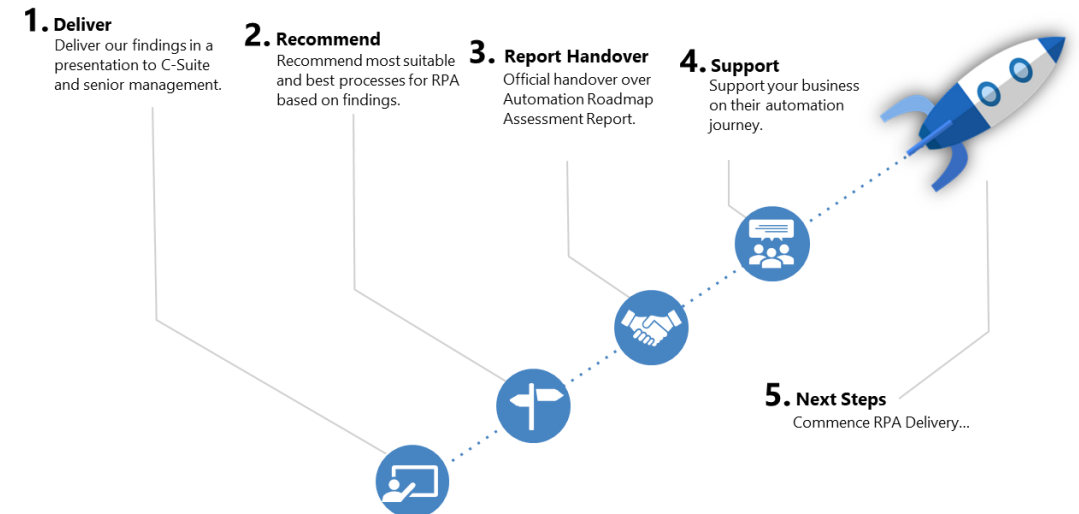 1. Deliver
Deliver our findings in a
presentation to C-Suite
and senior management.
2. Recommend
Recommend most suitable
and best processes for RPA
based on findings.
3. Report Handover
Official handover over
Automation Roadmap
Assessment Report.
4. Support
Support your business
on their automation
journey.
5. Next Steps
Commence RPA Delivery...